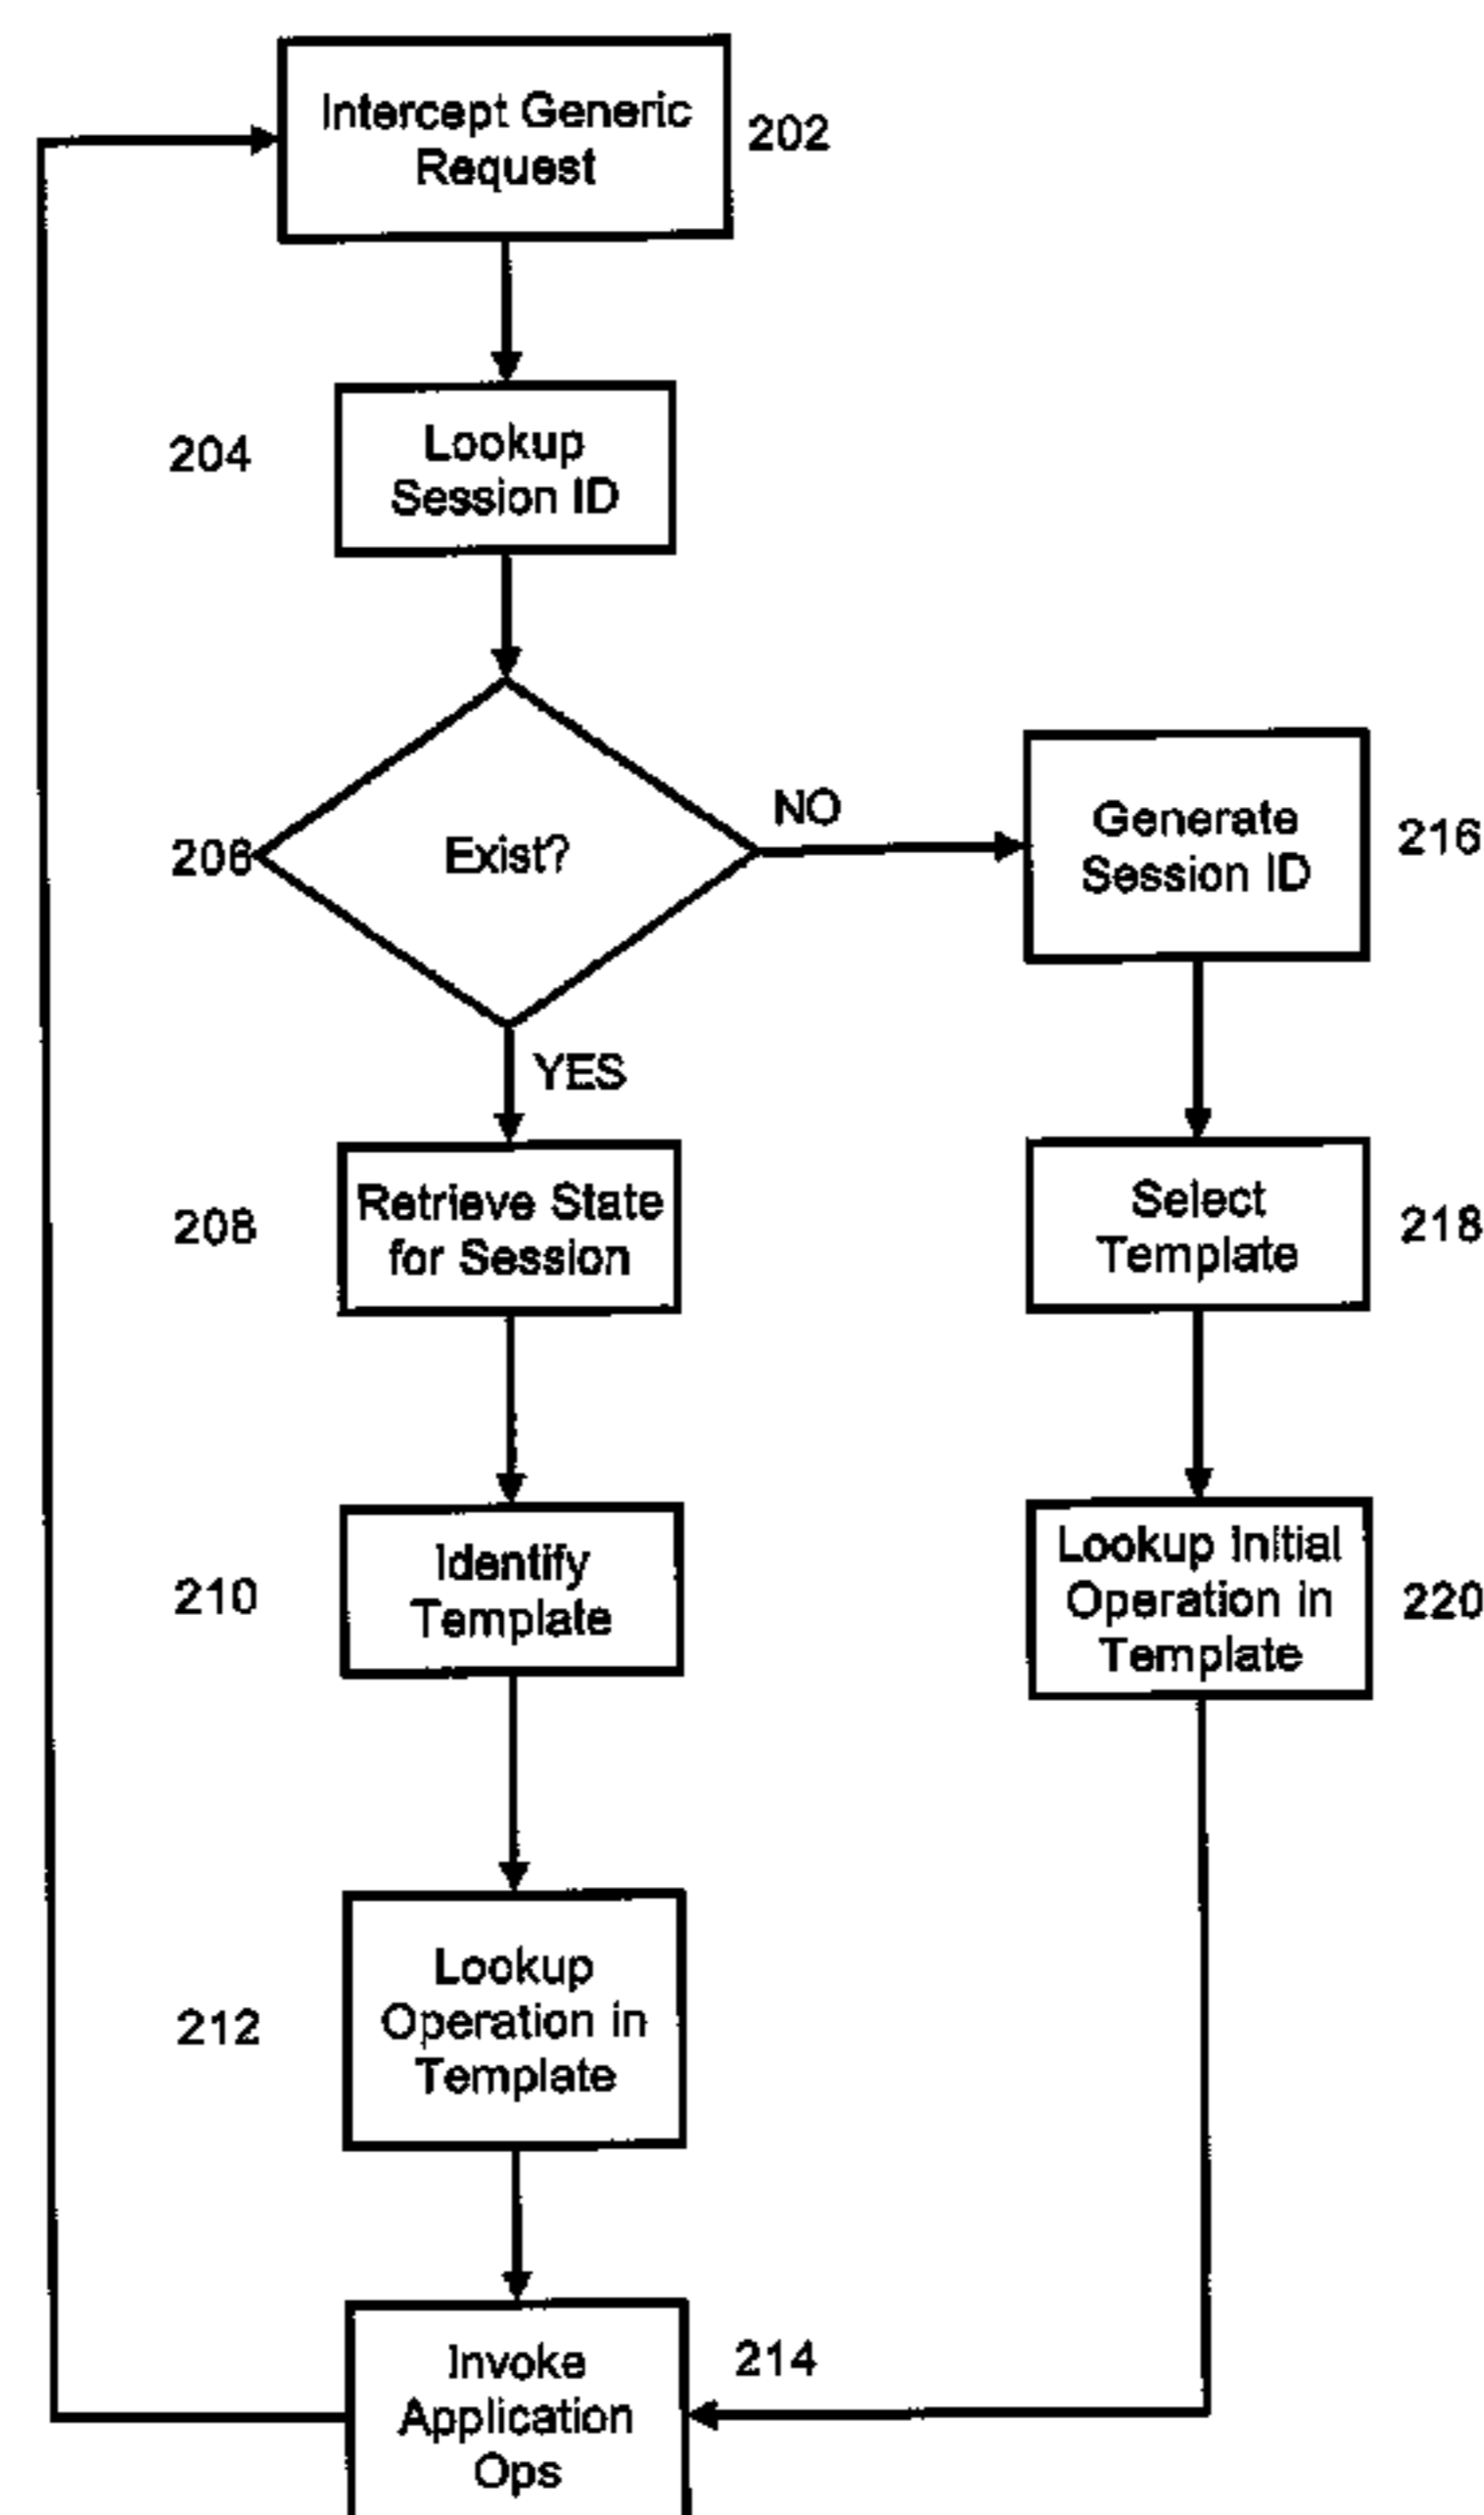 Intercept Generic
Request
202
204
Lookup
Session ID
206
Exist?
NO
Generate
Session ID
216
YES
208
Retrieve State
for Session
Select
Template
218
210
Identify
Template
Lookup Initial
Operation in
Template
220
212
Lookup
Operation in
Template
Invoke
Application
Ops
214